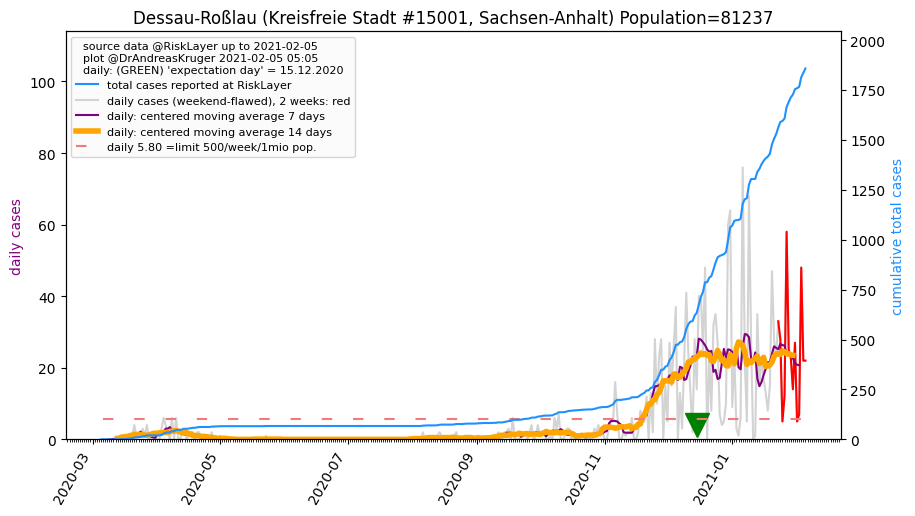 Dessau-Roßlau (Kreisfreie Stadt #15001, Sachsen-Anhalt) Population=81237
source data @RiskLayer up to 2021-02-05
plot @DrAndreasKruger 2021-02-05 05:05
daily: (GREEN) 'expectation day' = 15.12.2020
total cases reported at RiskLayer
daily cases (weekend-flawed), 2 weeks: red
daily: centered moving average 7 days
daily: centered moving average 14 days
daily 5.80 =limit 500/week/1mio pop.
daily cases
100
80
60
40
20
0
cumulative total cases
2000
1750
1500
1250
1000
750
500
250
0
2020-03
2020-05
2020-07
2020-09
2020-11
2021-01